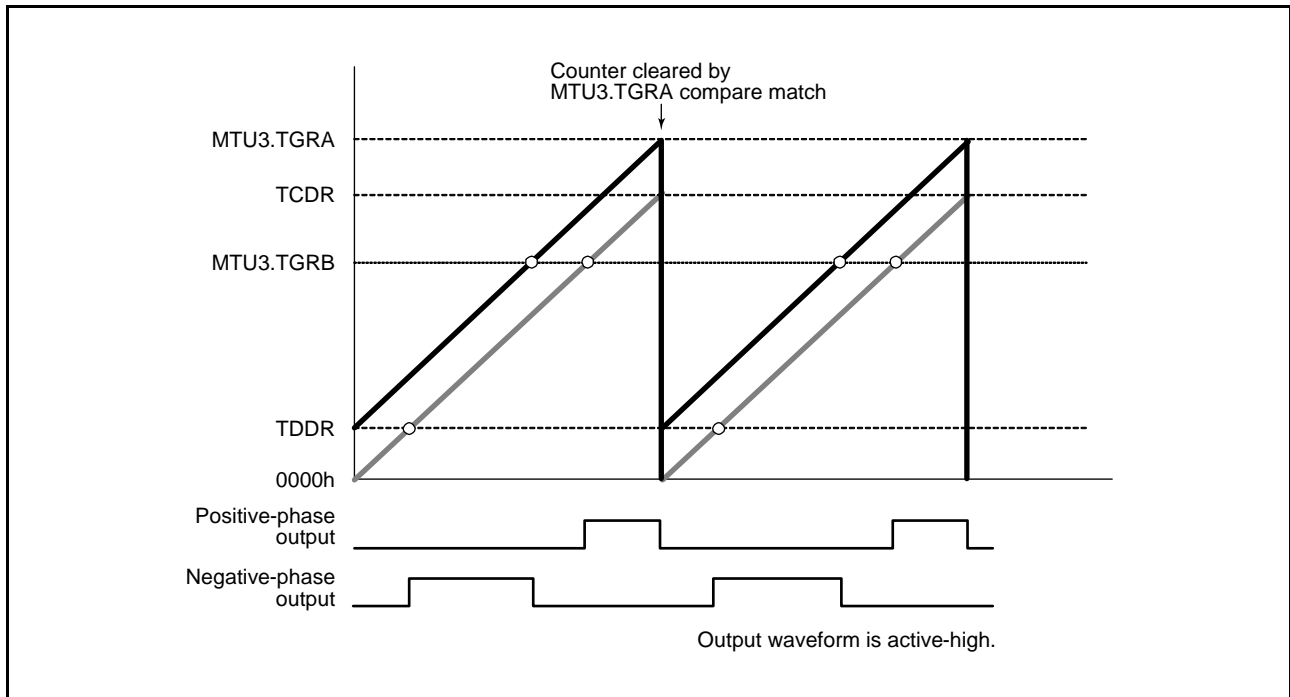 Counter cleared by
MTU3.TGRA compare match
MTU3.TGRA
TCDR
MTU3.TGRB
TDDR
0000h
Positive-phase
output
Negative-phase
output
Output waveform is active-high.